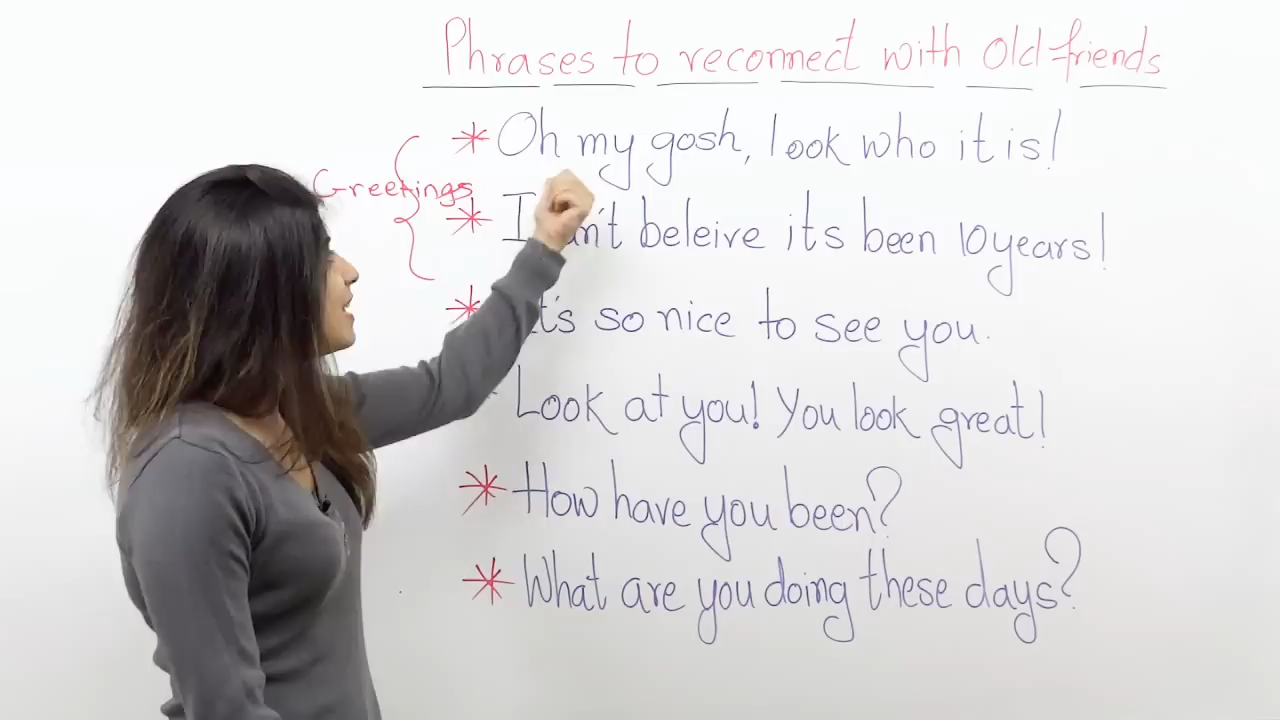 Phrases to reconnect with Old friends
* Oh my gosh, look who it is!
Greetings
* I n't beleive its been 10 years!
* t's so nice to see you.
Look at you! You look great!
* How have you been?
* What are you doing these days?